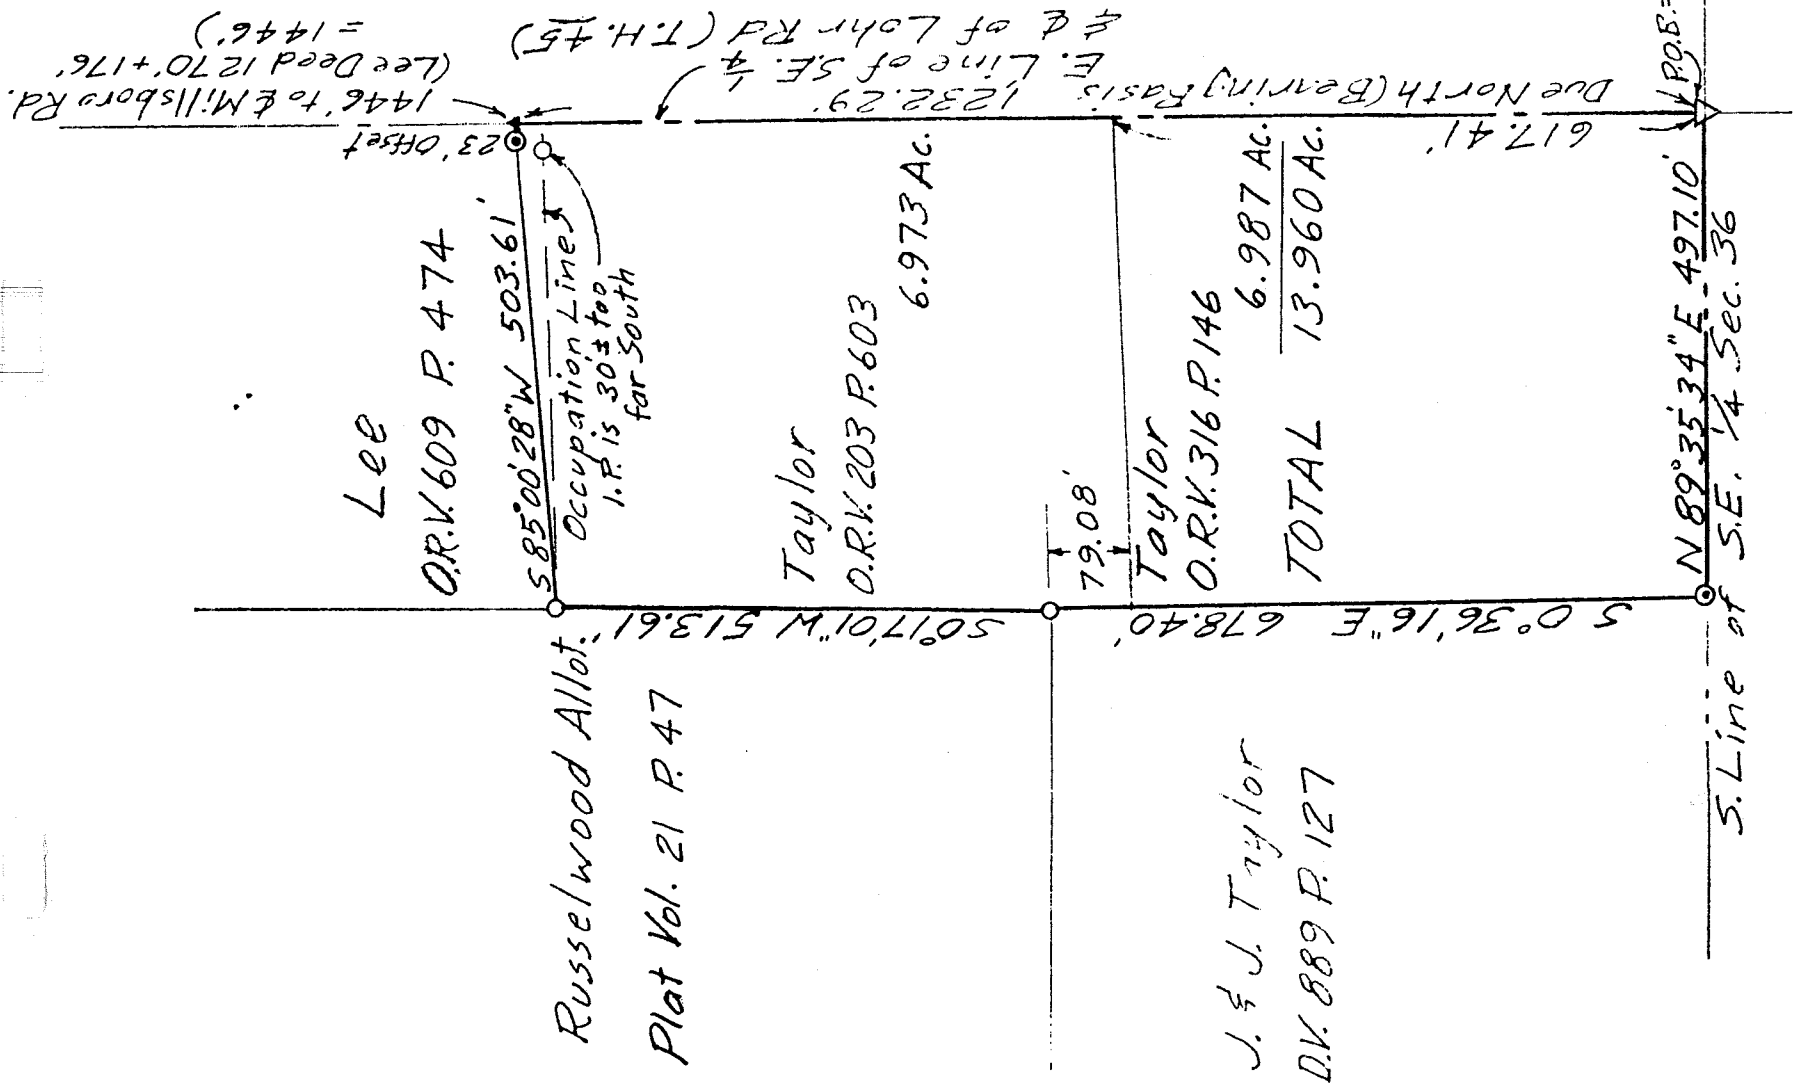 1446' to ℄ Millsboro Rd.
(Lee Deed 1270'+176'
= 1446')
E. Line of S.E. 1/4
& ℄ of Lohr Rd (T.H. 45)
1232.29'
Due North (Bearing Basis
617.41'
P.O.B.=
23' Offset
Lee
O.R.V. 609 P. 474
S 85°00'28" W 503.61'
Occupation Lines
I.P. is 30'± too
far South
Taylor
O.R.V. 203 P. 603
6.973 Ac.
79.08'
Taylor
O.R.V. 316 P. 146
6.987 Ac.
TOTAL 13.960 Ac.
N 89°35'34" E 497.10'
S. Line of S.E. 1/4 Sec. 36
S 0°17'01" W 513.61'
S 0°36'16" E 678.40'
Russelwood Allot.
Plat Vol. 21 P. 47
J. & J. Taylor
D.V. 889 P. 127